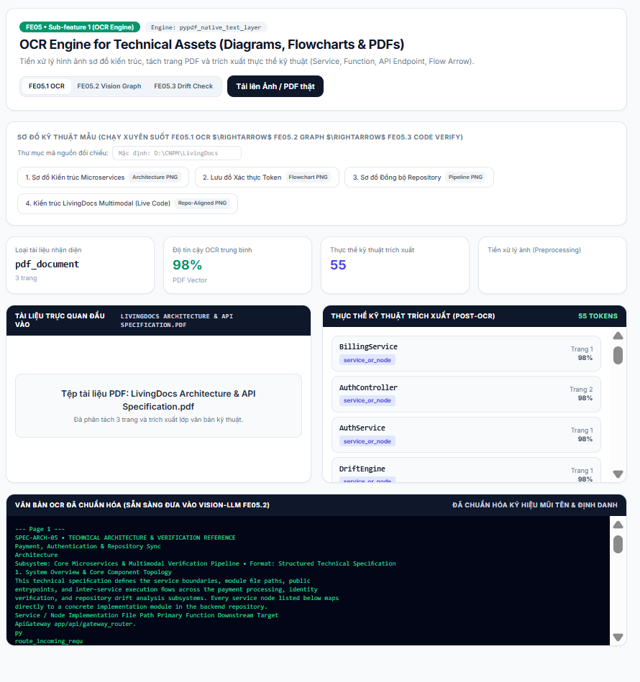 FE05 • Sub-feature 1 (OCR Engine) Engine: pypdf_native_text_layer
OCR Engine for Technical Assets (Diagrams, Flowcharts & PDFs)
Tiền xử lý hình ảnh sơ đồ kiến trúc, tách trang PDF và trích xuất thực thể kỹ thuật (Service, Function, API Endpoint, Flow Arrow).
FE05.1 OCR FE05.2 Vision Graph FE05.3 Drift Check Tải lên Ảnh / PDF thật
SƠ ĐỒ KỸ THUẬT MẪU (CHẠY XUYÊN SUỐT FE05.1 OCR $\RIGHTARROW$ FE05.2 GRAPH $\RIGHTARROW$ FE05.3 CODE VERIFY)
Thư mục mã nguồn đối chiếu: Mặc định: D:\CNPM\LivingDocs
1. Sơ đồ Kiến trúc Microservices Architecture PNG 2. Lưu đồ Xác thực Token Flowchart PNG 3. Sơ đồ Đồng bộ Repository Pipeline PNG
4. Kiến trúc LivingDocs Multimodal (Live Code) Repo-Aligned PNG
Loại tài liệu nhận diện
pdf_document
3 trang
Độ tin cậy OCR trung bình
98%
PDF Vector
Thực thể kỹ thuật trích xuất
55
Tiền xử lý ảnh (Preprocessing)
TÀI LIỆU TRỰC QUAN ĐẦU VÀO
LIVINGDOCS ARCHITECTURE & API
SPECIFICATION.PDF
Tệp tài liệu PDF: LivingDocs Architecture & API
Specification.pdf
Đã phân tách 3 trang và trích xuất lớp văn bản kỹ thuật.
THỰC THỂ KỸ THUẬT TRÍCH XUẤT (POST-OCR) 55 TOKENS
BillingService Trang 1
service_or_node 98%
AuthController Trang 2
service_or_node 98%
AuthService Trang 1
service_or_node 98%
DriftEngine Trang 1
service_or_node 98%
VĂN BẢN OCR ĐÃ CHUẨN HÓA (SẴN SÀNG ĐƯA VÀO VISION-LLM FE05.2) ĐÃ CHUẨN HÓA KÝ HIỆU MŨI TÊN & ĐỊNH DANH
--- Page 1 ---
SPEC-ARCH-05 • TECHNICAL ARCHITECTURE & VERIFICATION REFERENCE
Payment, Authentication & Repository Sync
Architecture
Subsystem: Core Microservices & Multimodal Verification Pipeline • Format: Structured Technical Specification
1. System Overview & Core Component Topology
This technical specification defines the service boundaries, module file paths, public
entrypoints, and inter-service execution flows across the payment processing, identity
verification, and repository drift analysis subsystems. Every service node listed below maps
directly to a concrete implementation module in the backend repository.
Service / Node Implementation File Path Primary Function Downstream Target
ApiGateway app/api/gateway_router.
py
route_incoming_requ